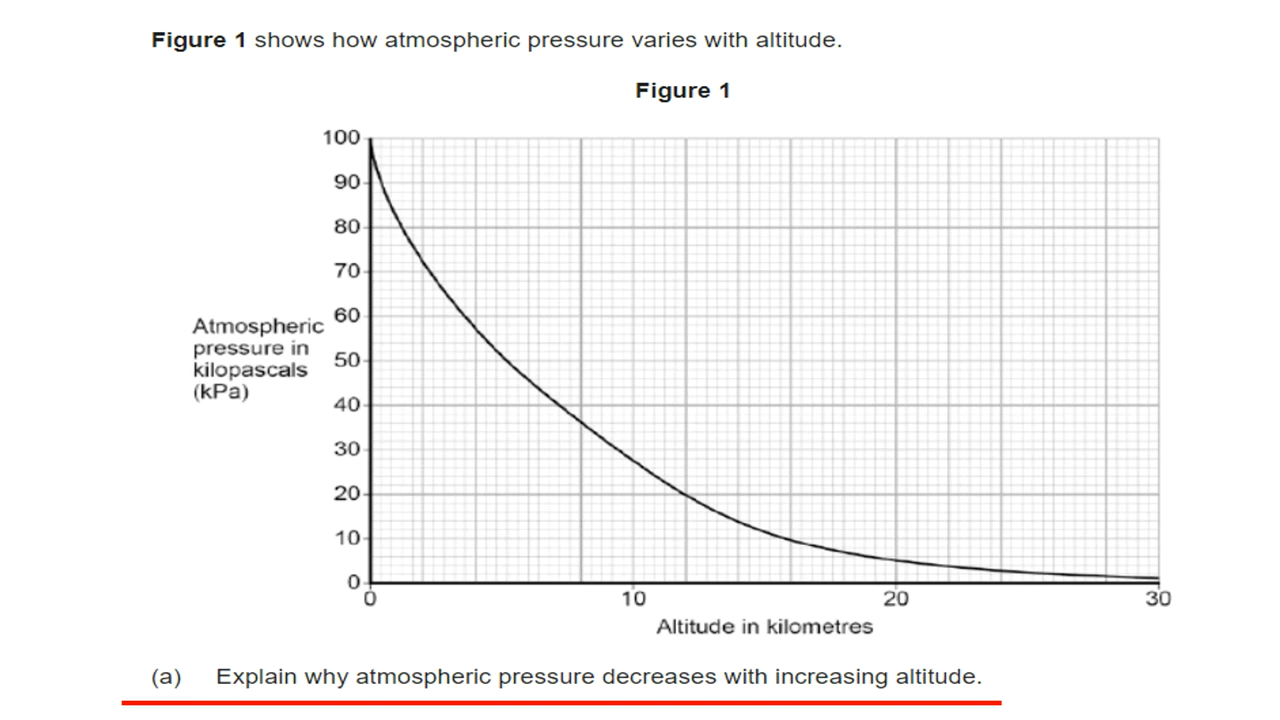 Figure 1 shows how atmospheric pressure varies with altitude.
Figure 1
100
90
80
70
60
50
40
30
20
10
0
Atmospheric
pressure in
kilopascals
(kPa)
0 10 20 30
Altitude in kilometres
(a) Explain why atmospheric pressure decreases with increasing altitude.